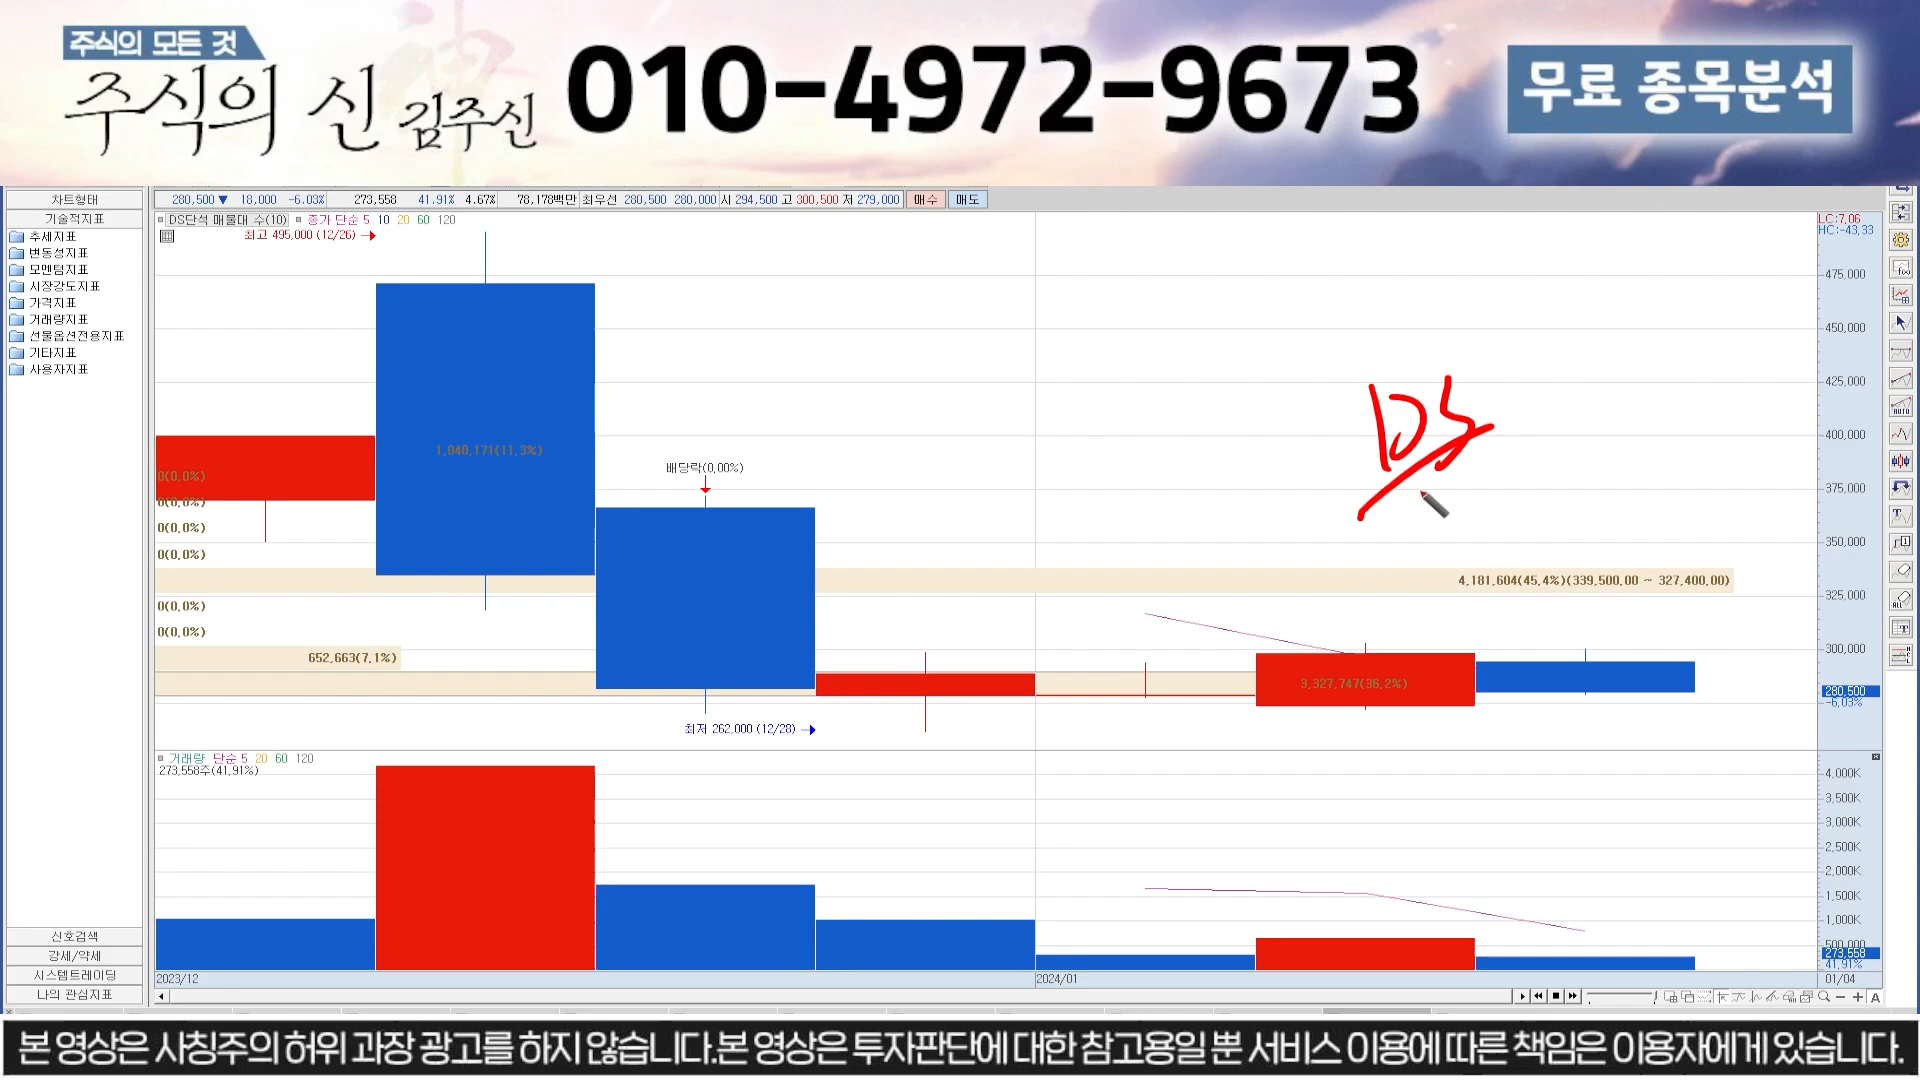 주식의 모든 것
주식의 신 김주신
010-4972-9673
무료 종목분석
차트형태
기술적지표
추세지표
변동성지표
모멘텀지표
시장강도지표
가격지표
거래량지표
선물옵션전용지표
기타지표
사용자지표
신호검색
강세/약세
시스템트레이딩
나의 관심지표
280,500 ▼ 18,000 -6.03% 273,558 41.91% 4.67% 78,178백만 최우선 280,500 280,000 시 294,500 고 300,500 저 279,000 매수 매도
DS단석 매물대 수(10) 종가 단순 5 10 20 60 120
최고 495,000 (12/26) →
LC:7.06
HC:-43.33
475,000
450,000
425,000
400,000
375,000
350,000
325,000
300,000
280,500
-6.03%
1,040,171(11.3%)
0(0.0%)
0(0.0%)
0(0.0%)
0(0.0%)
배당락(0.00%)
DS
4,181,604(45.4%)(339,500.00 ~ 327,400.00)
0(0.0%)
0(0.0%)
652,663(7.1%)
3,327,747(36.2%)
최저 262,000 (12/28) →
거래량 단순 5 20 60 120
273,558주(41.91%)
4,000K
3,500K
3,000K
2,500K
2,000K
1,500K
1,000K
500,000
273,558
41.91%
2023/12
2024/01
01/04
본 영상은 사칭주의 허위 과장 광고를 하지 않습니다.본 영상은 투자판단에 대한 참고용일 뿐 서비스 이용에 따른 책임은 이용자에게 있습니다.